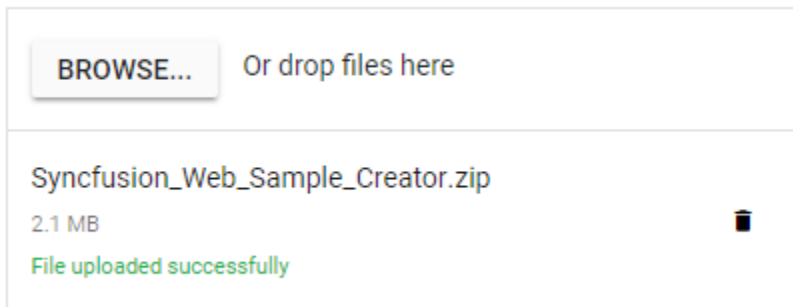 BROWSE... Or drop files here
Syncfusion_Web_Sample_Creator.zip
2.1 MB
File uploaded successfully